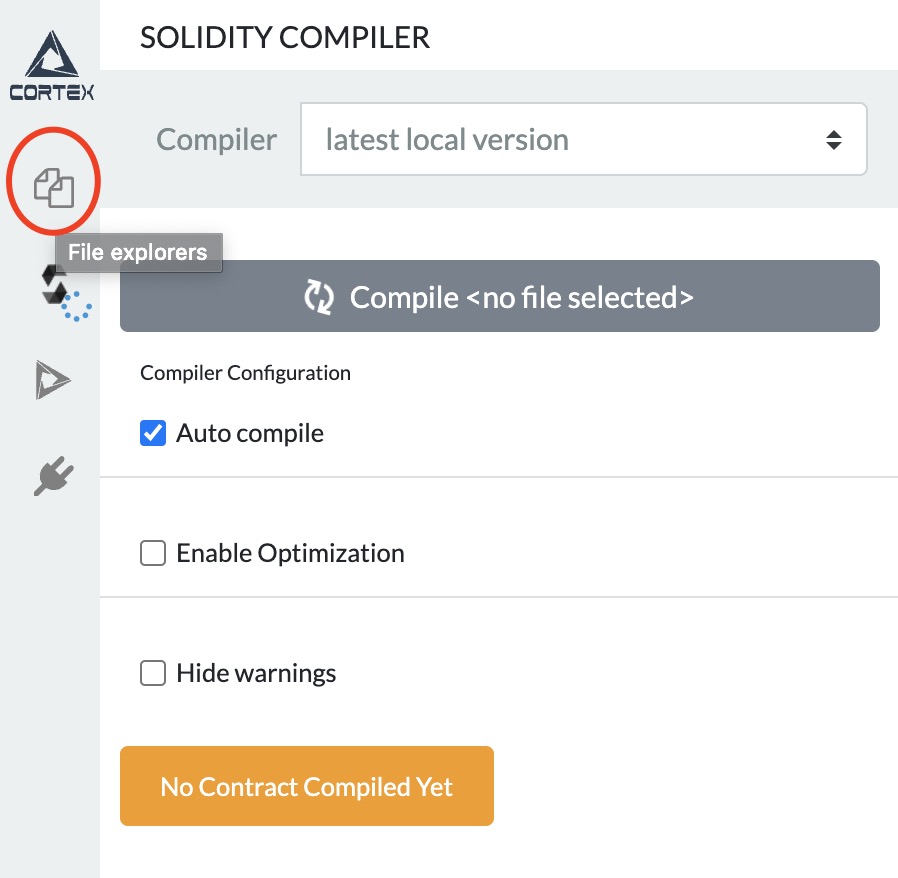 SOLIDITY COMPILER
CORTEX
Compiler
latest local version
File explorers
Compile <no file selected>
Compiler Configuration
Auto compile
Enable Optimization
Hide warnings
No Contract Compiled Yet